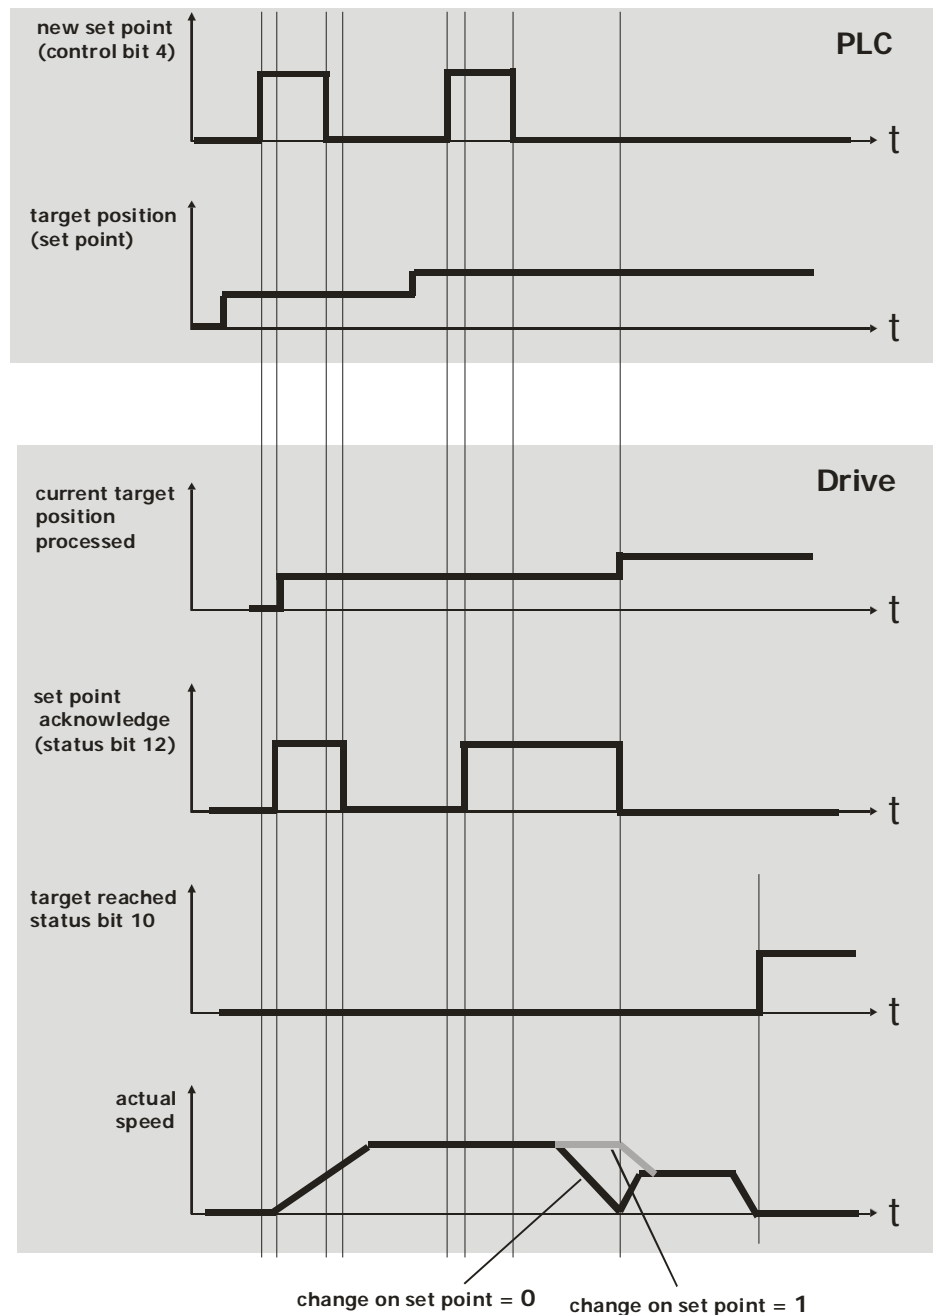 new set point
(control bit 4)
PLC
t
target position
(set point)
t
Drive
current target
position
processed
t
set point
acknowledge
(status bit 12)
t
target reached
status bit 10
t
actual
speed
t
change on set point = 0
change on set point = 1